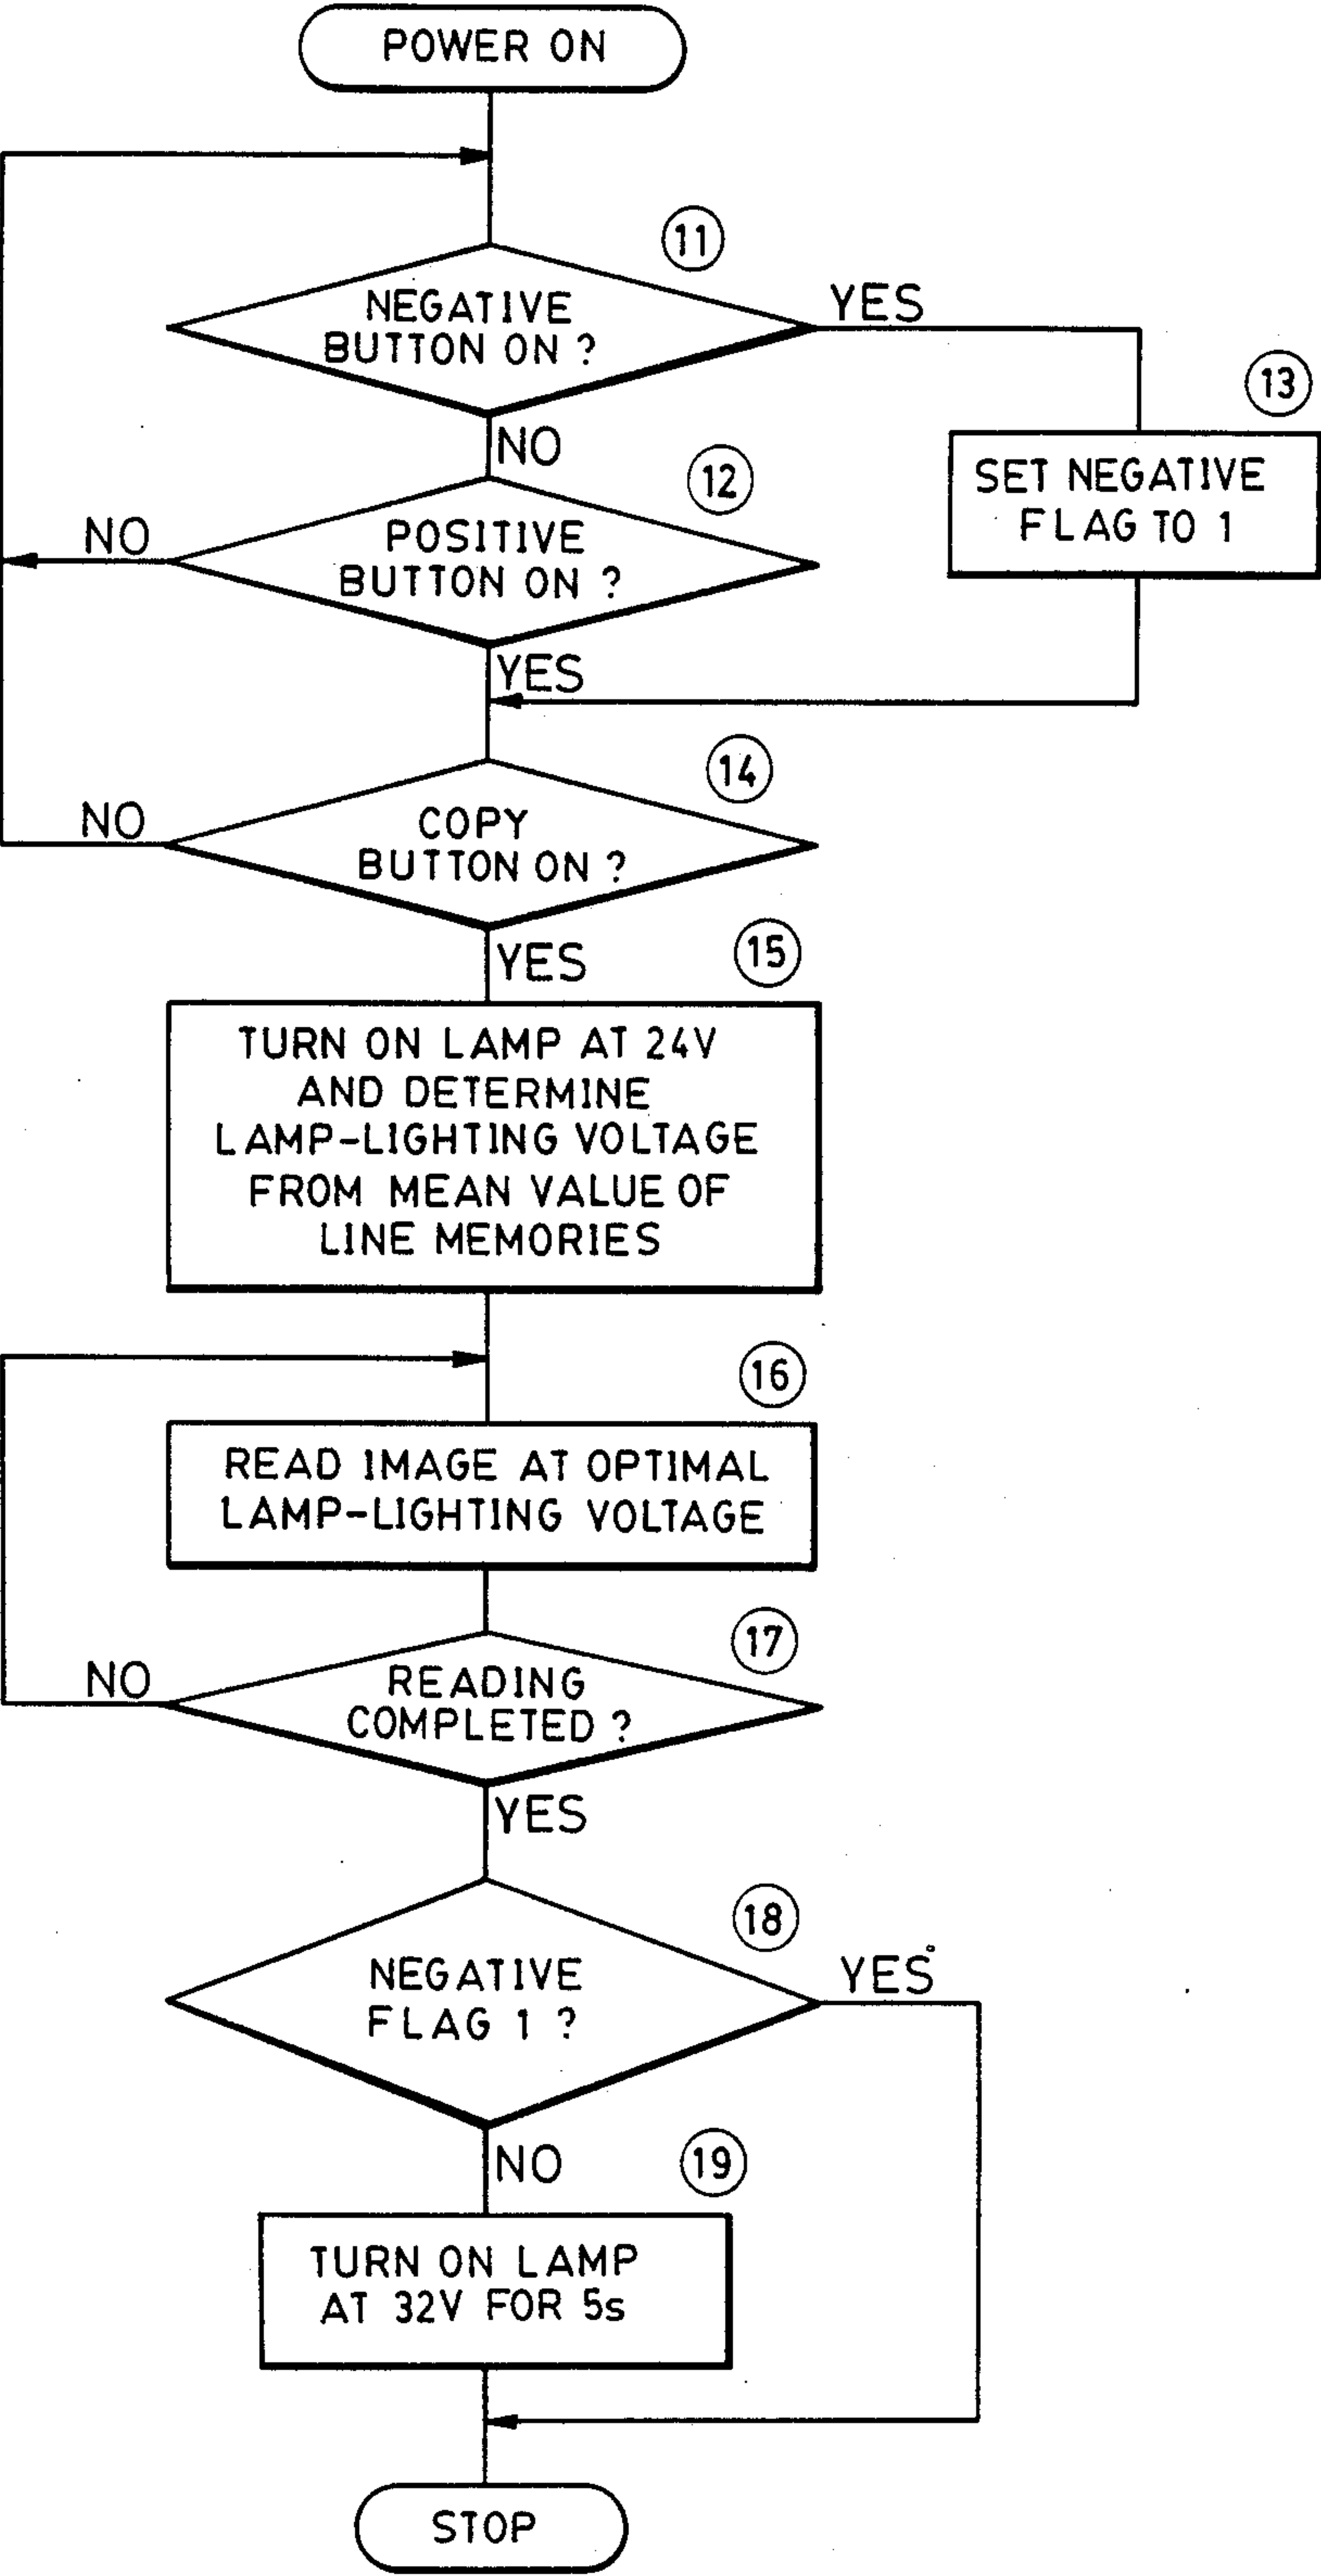 POWER ON
11
NEGATIVE
BUTTON ON ?
YES
13
NO
SET NEGATIVE
FLAG TO 1
12
POSITIVE
BUTTON ON ?
NO
YES
14
COPY
BUTTON ON ?
NO
YES
15
TURN ON LAMP AT 24V
AND DETERMINE
LAMP-LIGHTING VOLTAGE
FROM MEAN VALUE OF
LINE MEMORIES
16
READ IMAGE AT OPTIMAL
LAMP-LIGHTING VOLTAGE
17
READING
COMPLETED ?
NO
YES
18
NEGATIVE
FLAG 1 ?
YES
NO
19
TURN ON LAMP
AT 32V FOR 5s
STOP